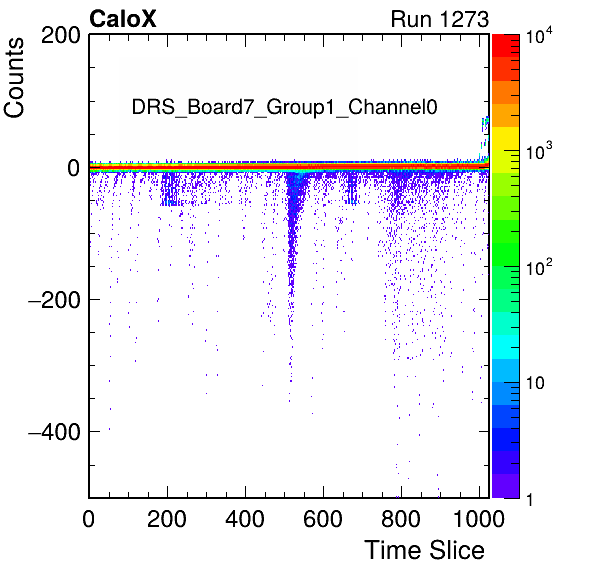 CaloX Run 1273
Counts
DRS_Board7_Group1_Channel0
200
0
−200
−400
0 200 400 600 800 1000
Time Slice
10^4
10^3
10^2
10
1